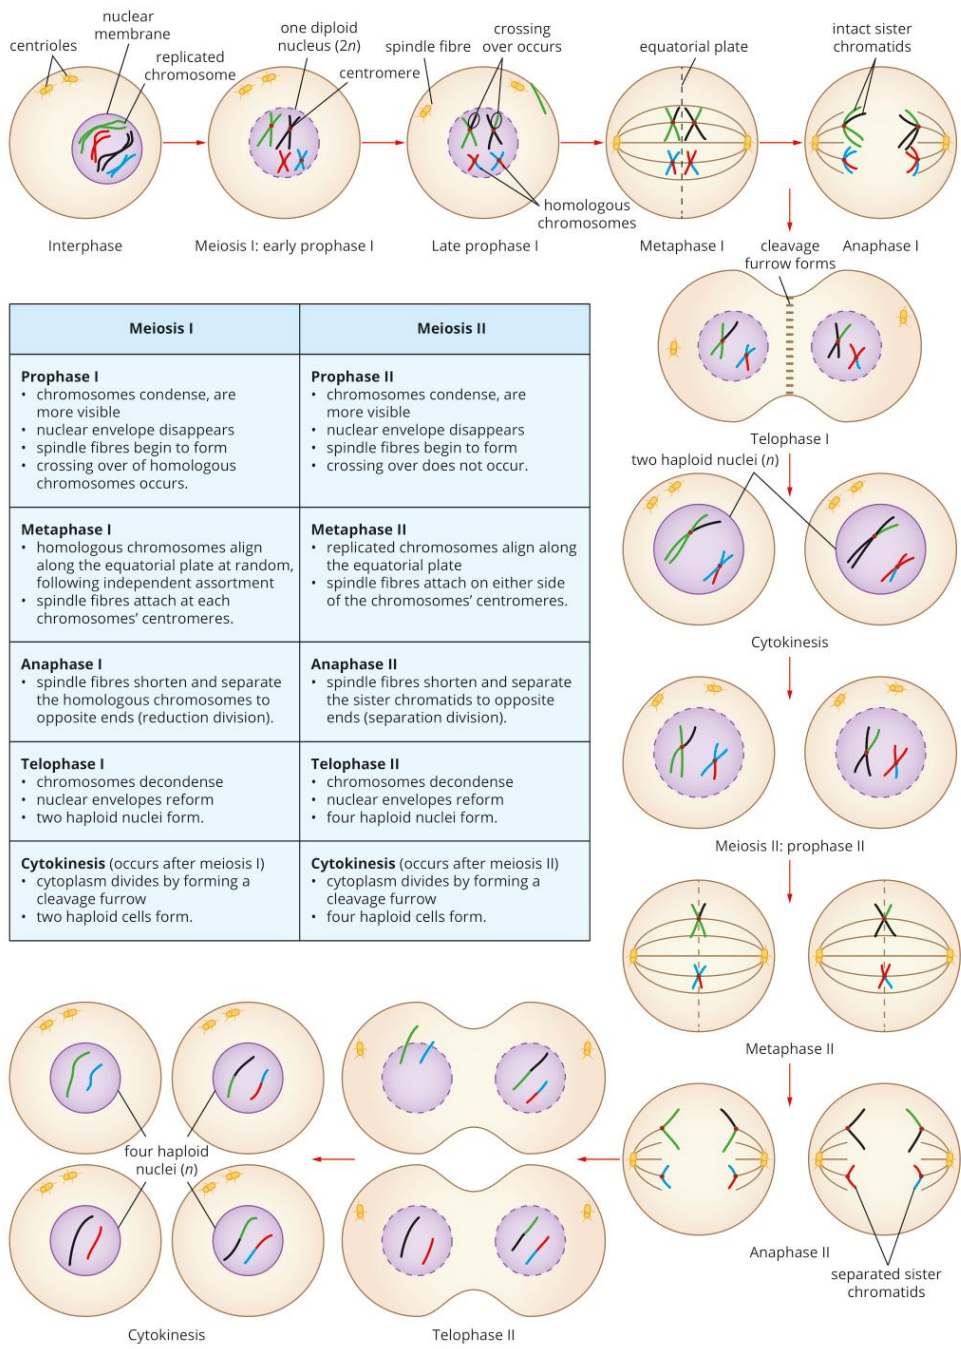 nuclear
membrane
centrioles
replicated
chromosome
one diploid
nucleus (2n)
centromere
spindle fibre
crossing
over occurs
equatorial plate
intact sister
chromatids
homologous
chromosomes
Interphase
Meiosis I: early prophase I
Late prophase I
Metaphase I
Anaphase I
cleavage
furrow forms
Telophase I
two haploid nuclei (n)
Cytokinesis
Meiosis II: prophase II
Metaphase II
Anaphase II
separated sister
chromatids
Meiosis I
Meiosis II
Prophase I
• chromosomes condense, are
more visible
• nuclear envelope disappears
• spindle fibres begin to form
• crossing over of homologous
chromosomes occurs.
Prophase II
• chromosomes condense, are
more visible
• nuclear envelope disappears
• spindle fibres begin to form
• crossing over does not occur.
Metaphase I
• homologous chromosomes align
along the equatorial plate at random,
following independent assortment
• spindle fibres attach at each
chromosomes’ centromeres.
Metaphase II
• replicated chromosomes align along
the equatorial plate
• spindle fibres attach on either side
of the chromosomes’ centromeres.
Anaphase I
• spindle fibres shorten and separate
the homologous chromosomes to
opposite ends (reduction division).
Anaphase II
• spindle fibres shorten and separate
the sister chromatids to opposite
ends (separation division).
Telophase I
• chromosomes decondense
• nuclear envelopes reform
• two haploid nuclei form.
Telophase II
• chromosomes decondense
• nuclear envelopes reform
• four haploid nuclei form.
Cytokinesis (occurs after meiosis I)
• cytoplasm divides by forming a
cleavage furrow
• two haploid cells form.
Cytokinesis (occurs after meiosis II)
• cytoplasm divides by forming a
cleavage furrow
• four haploid cells form.
four haploid
nuclei (n)
Cytokinesis
Telophase II